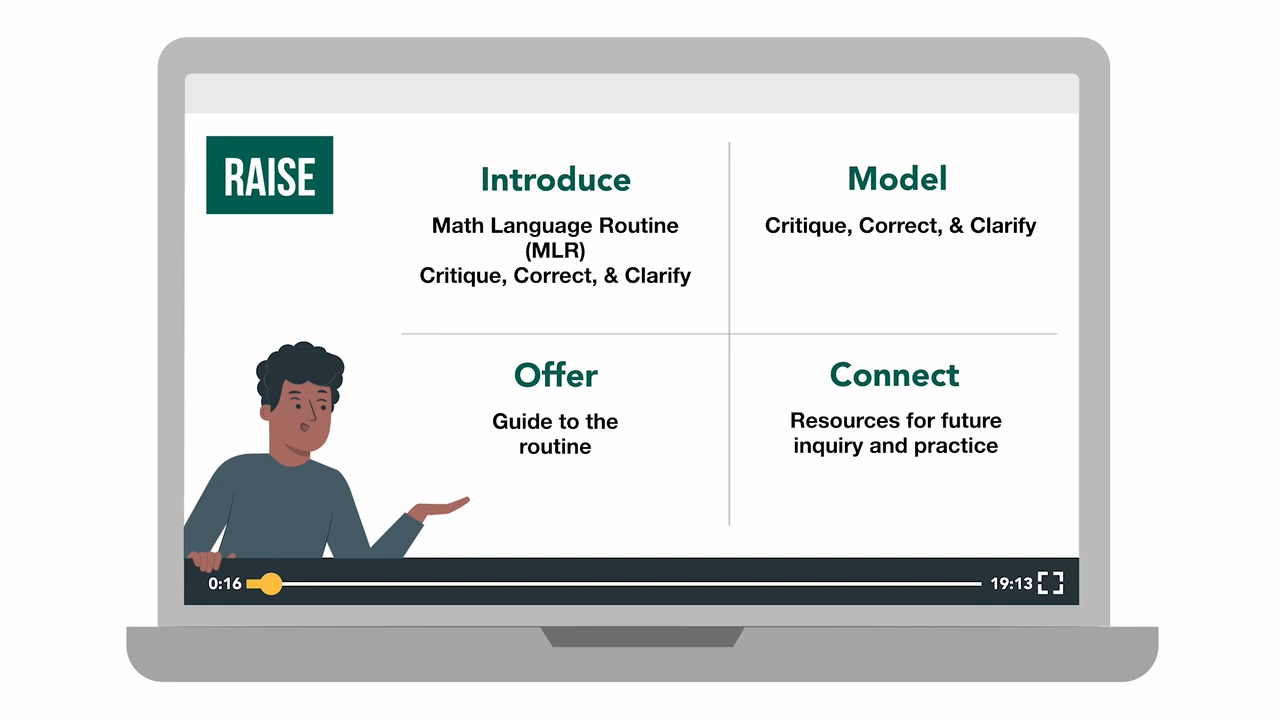 RAISE
Introduce
Math Language Routine
(MLR)
Critique, Correct, & Clarify
Model
Critique, Correct, & Clarify
Offer
Guide to the
routine
Connect
Resources for future
inquiry and practice
0:16
19:13